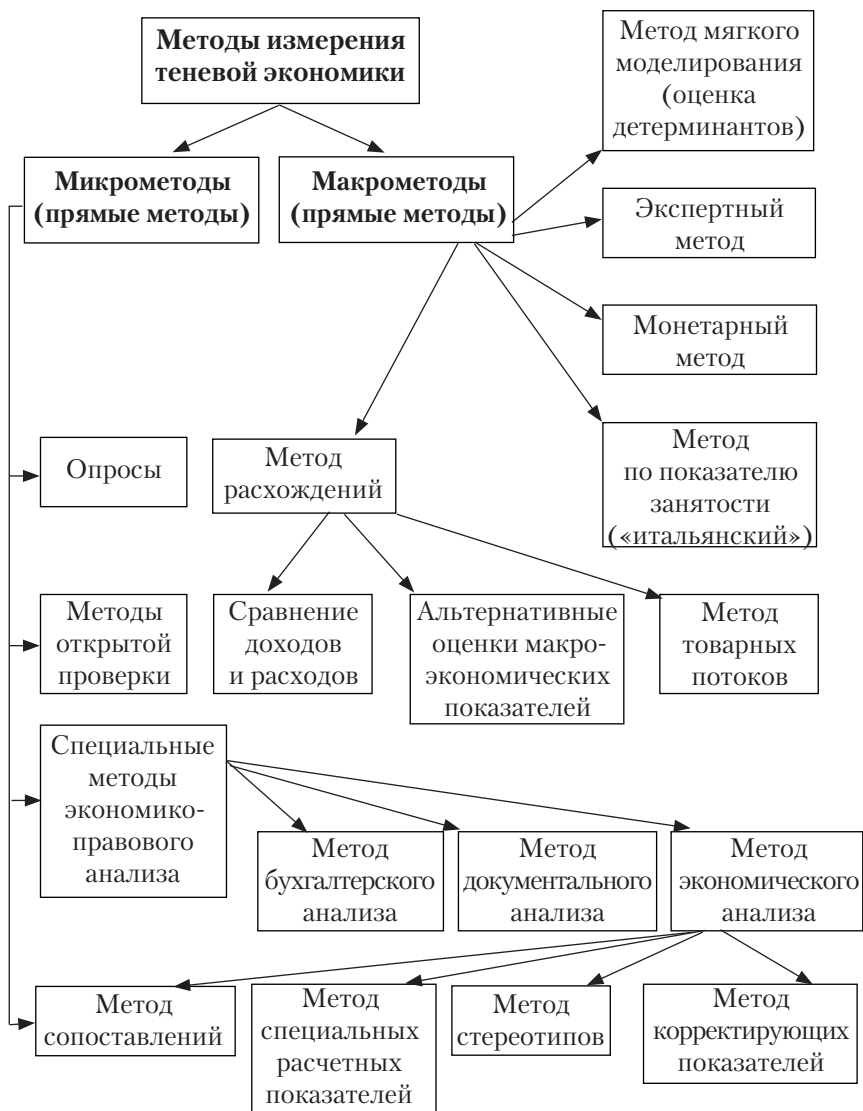 Методы измерения
теневой экономики
Метод мягкого
моделирования
(оценка
детерминантов)
Микрометоды
(прямые методы)
Макрометоды
(прямые методы)
Экспертный
метод
Монетарный
метод
Опросы
Метод
расхождений
Метод
по показателю
занятости
(«итальянский»)
Методы
открытой
проверки
Сравнение
доходов
и расходов
Альтернативные
оценки макро-
экономических
показателей
Метод
товарных
потоков
Специальные
методы
экономико-
правового
анализа
Метод
бухгалтерского
анализа
Метод
документального
анализа
Метод
экономического
анализа
Метод
сопоставлений
Метод
специальных
расчетных
показателей
Метод
стереотипов
Метод
корректирующих
показателей